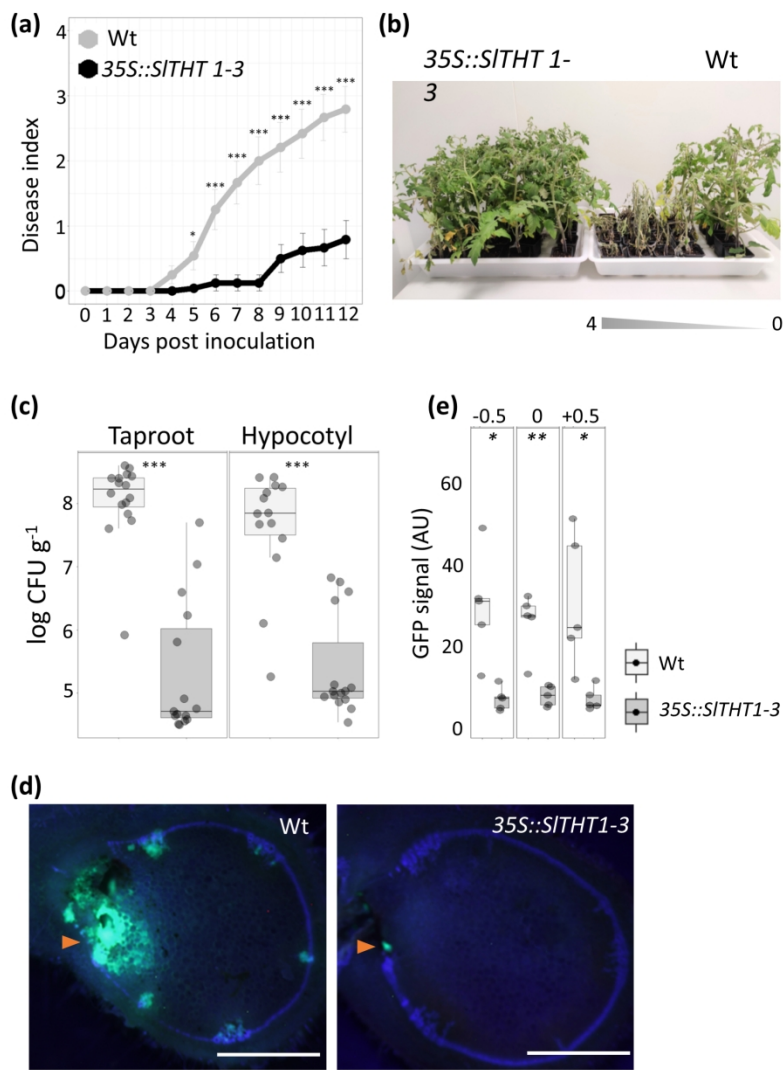 (a)
4
3
2
1
0
Disease index
Wt
35S::SlTHT 1-3
*
***
***
***
***
***
***
***
0 1 2 3 4 5 6 7 8 9 10 11 12
Days post inoculation
(b)
35S::SlTHT 1-
3
Wt
4 0
(c)
Taproot Hypocotyl
*** ***
8
7
6
5
log CFU g⁻¹
(e)
-0.5 0 +0.5
* ** *
60
40
20
0
GFP signal (AU)
Wt
35S::SlTHT1-3
(d)
Wt
35S::SlTHT1-3